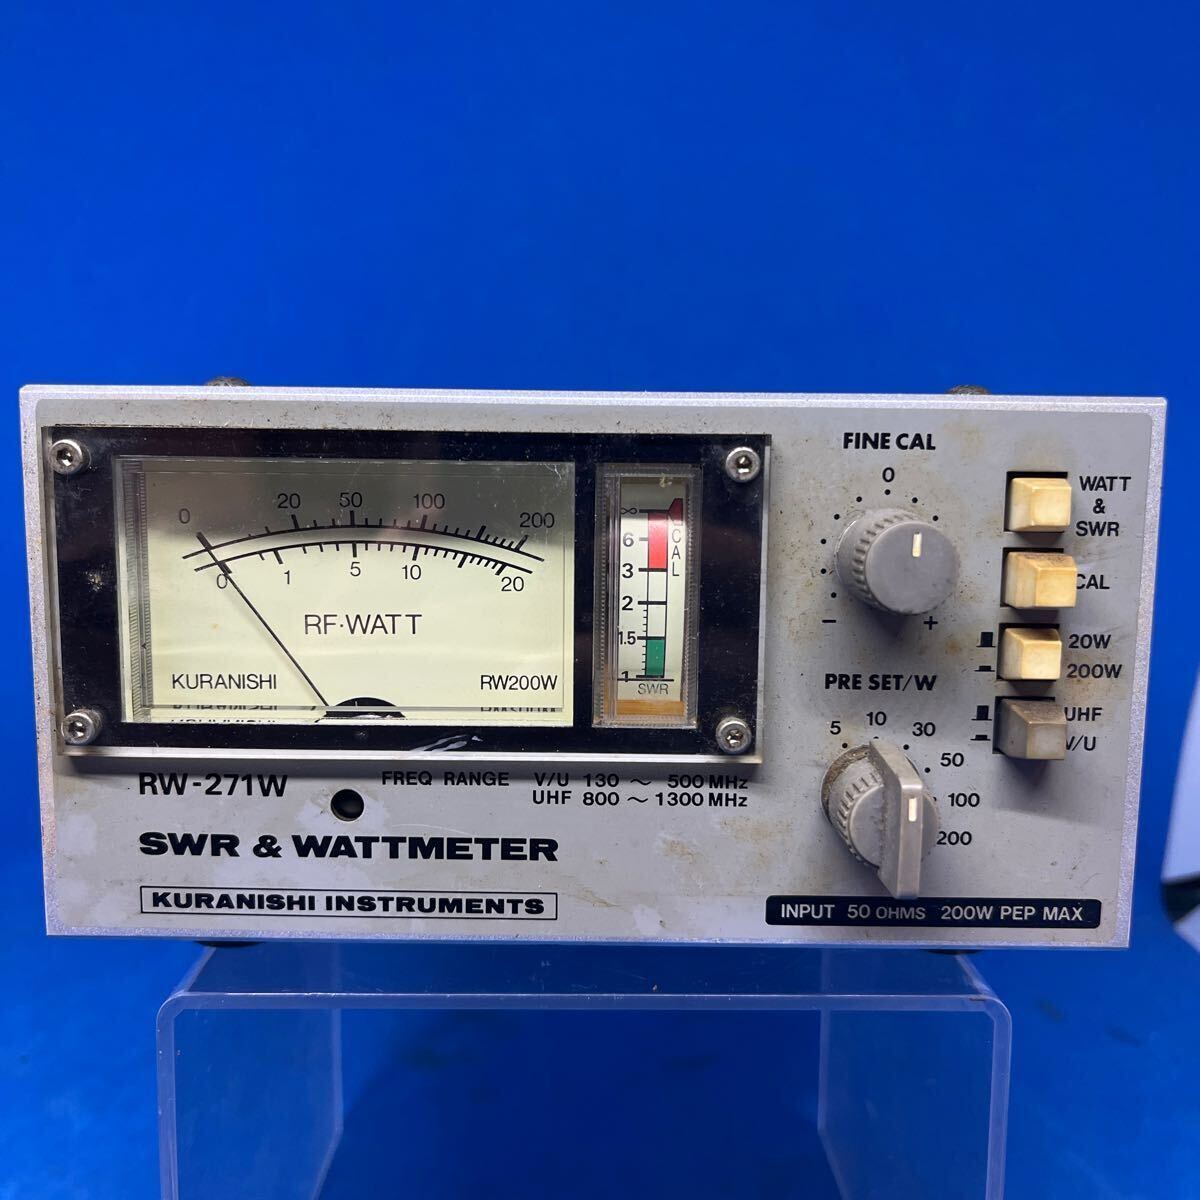 0 20 50 100 200
0 1 5 10 20
RF·WATT
KURANISHI RW200W
∞
6
3
2
1.5
1
CAL
SWR
FINE CAL
0
- +
WATT
&
SWR
CAL
20W
200W
UHF
V/U
PRE SET/W
5 10 30 50 100 200
RW-271W
FREQ RANGE V/U 130 ~ 500 MHz
UHF 800 ~ 1300 MHz
SWR & WATTMETER
KURANISHI INSTRUMENTS
INPUT 50 OHMS 200W PEP MAX